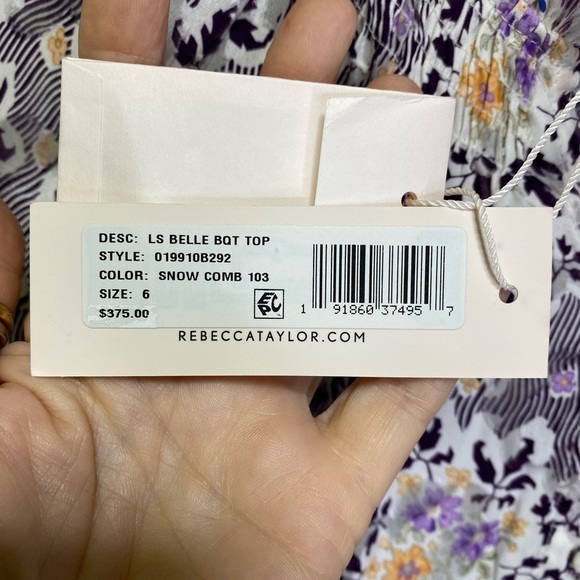 DESC: LS BELLE BQT TOP
STYLE: 019910B292
COLOR: SNOW COMB 103
SIZE: 6
$375.00
EPC
1 91860 37495 7
REBECCATAYLOR.COM